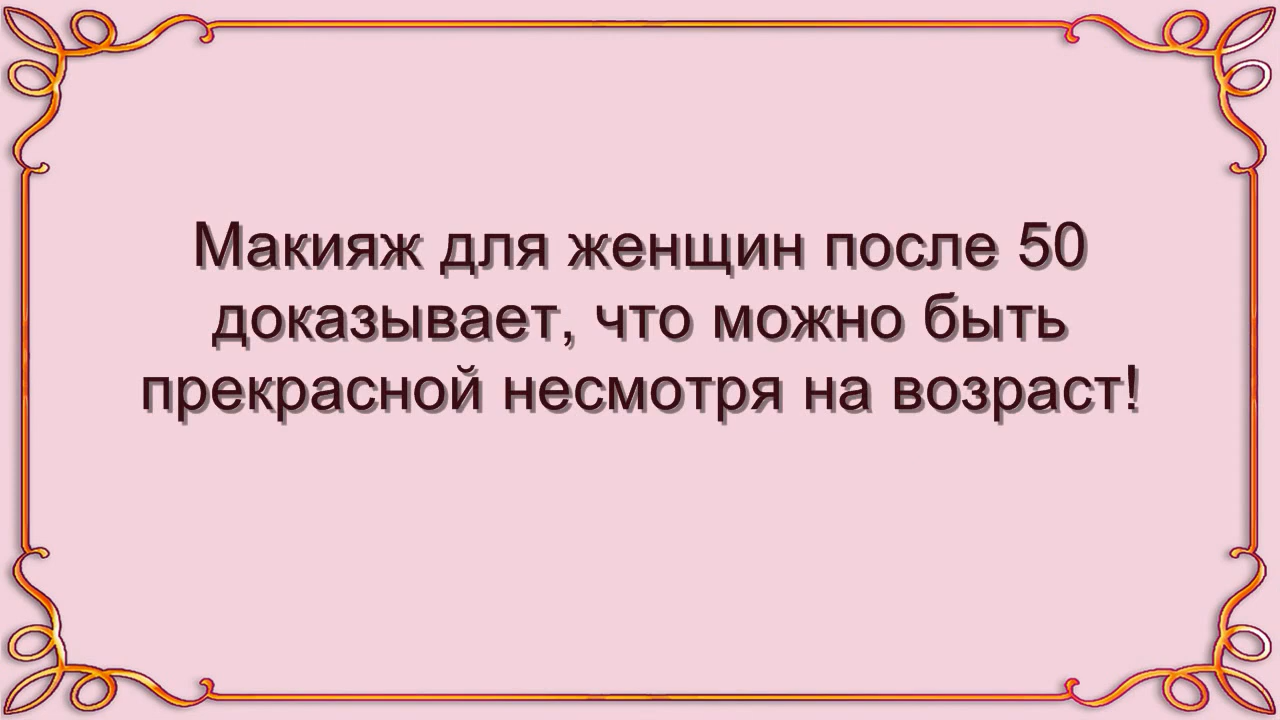 Макияж для женщин после 50
доказывает, что можно быть
прекрасной несмотря на возраст!